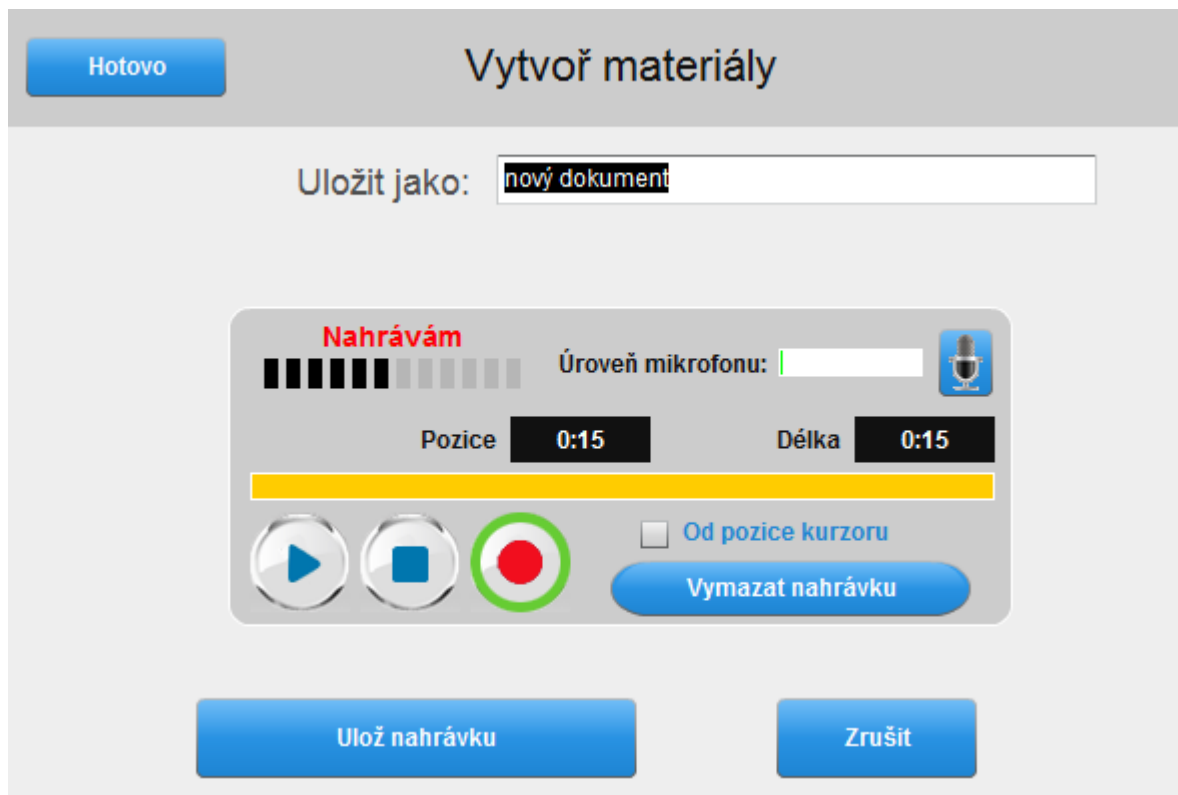 Hotovo
Vytvoř materiály
Uložit jako:
nový dokument
Nahrávám
Úroveň mikrofonu:
Pozice 0:15 Délka 0:15
Od pozice kurzoru
Vymazat nahrávku
Ulož nahrávku
Zrušit